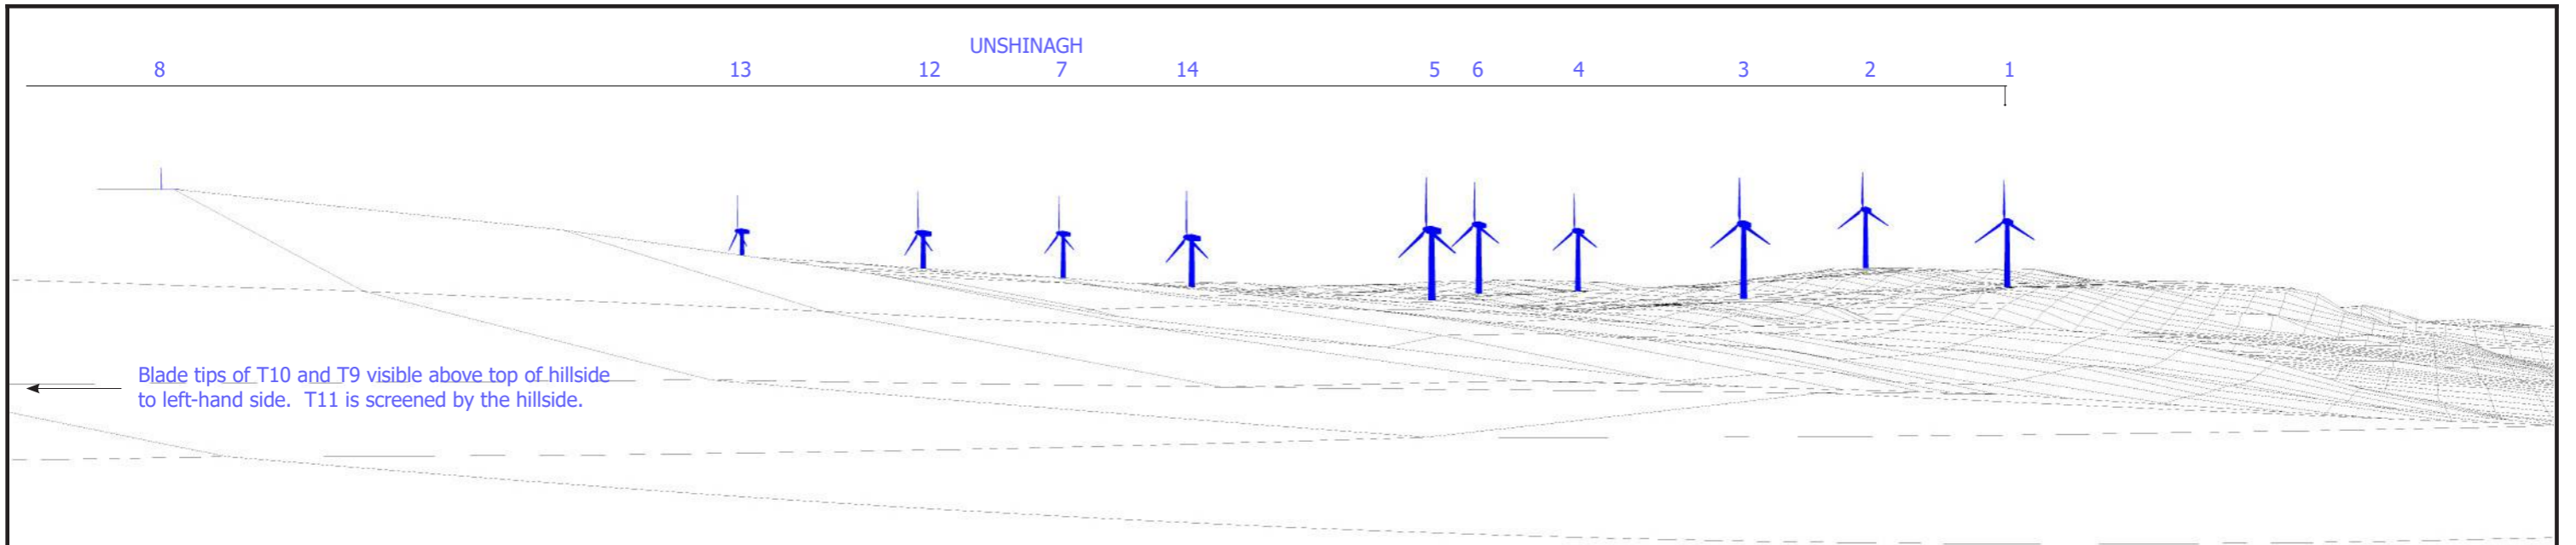 UNSHINAGH
8 13 12 7 14 5 6 4 3 2 1
Blade tips of T10 and T9 visible above top of hillside
to left-hand side. T11 is screened by the hillside.